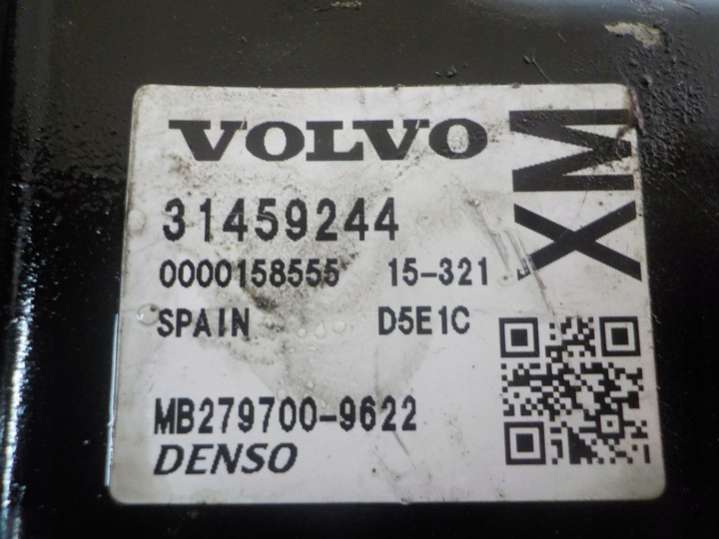 VOLVO
XM
31459244
0000158555 15-321
SPAIN D5E1C
MB279700-9622
DENSO